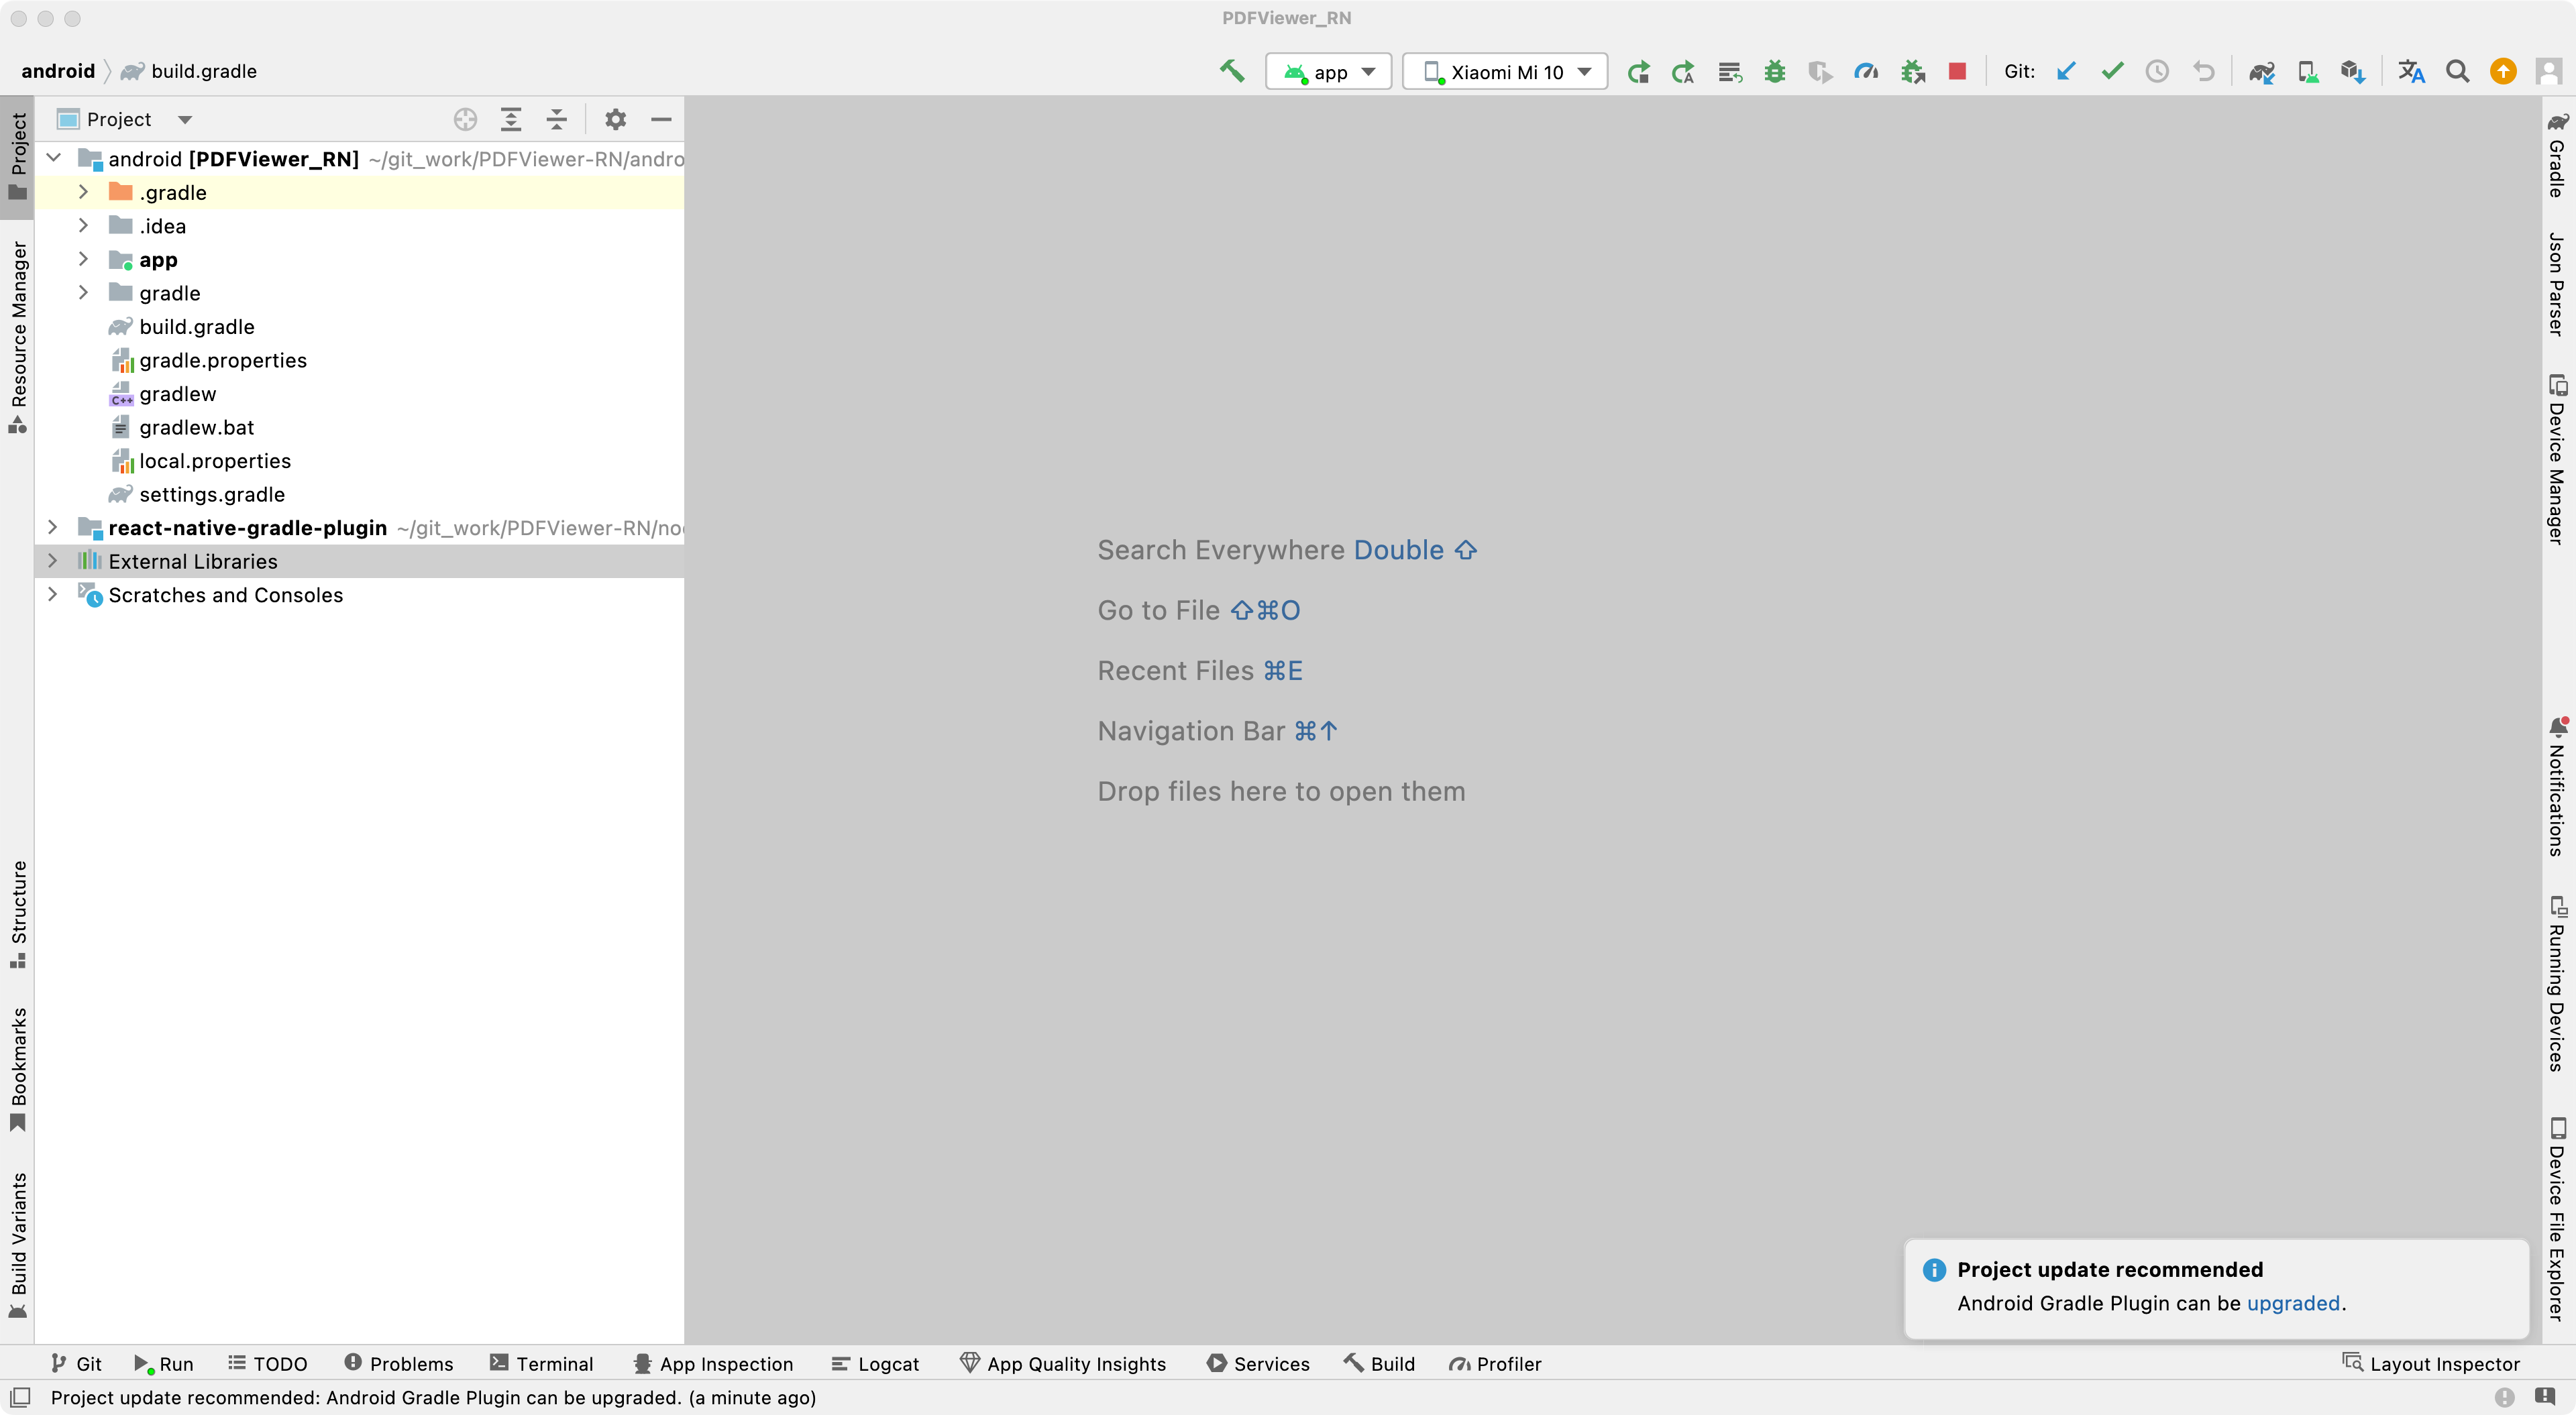 PDFViewer_RN
android
build.gradle
app
Xiaomi Mi 10
Git:
Project
android [PDFViewer_RN] ~/git_work/PDFViewer-RN/andro
.gradle
.idea
app
gradle
build.gradle
gradle.properties
gradlew
gradlew.bat
local.properties
settings.gradle
react-native-gradle-plugin ~/git_work/PDFViewer-RN/no
External Libraries
Scratches and Consoles
Project
Resource Manager
Structure
Bookmarks
Build Variants
Search Everywhere Double ⇧
Go to File ⇧⌘O
Recent Files ⌘E
Navigation Bar ⌘↑
Drop files here to open them
Gradle
Json Parser
Device Manager
Notifications
Running Devices
Device File Explorer
Project update recommended
Android Gradle Plugin can be upgraded.
Git
Run
TODO
Problems
Terminal
App Inspection
Logcat
App Quality Insights
Services
Build
Profiler
Layout Inspector
Project update recommended: Android Gradle Plugin can be upgraded. (a minute ago)